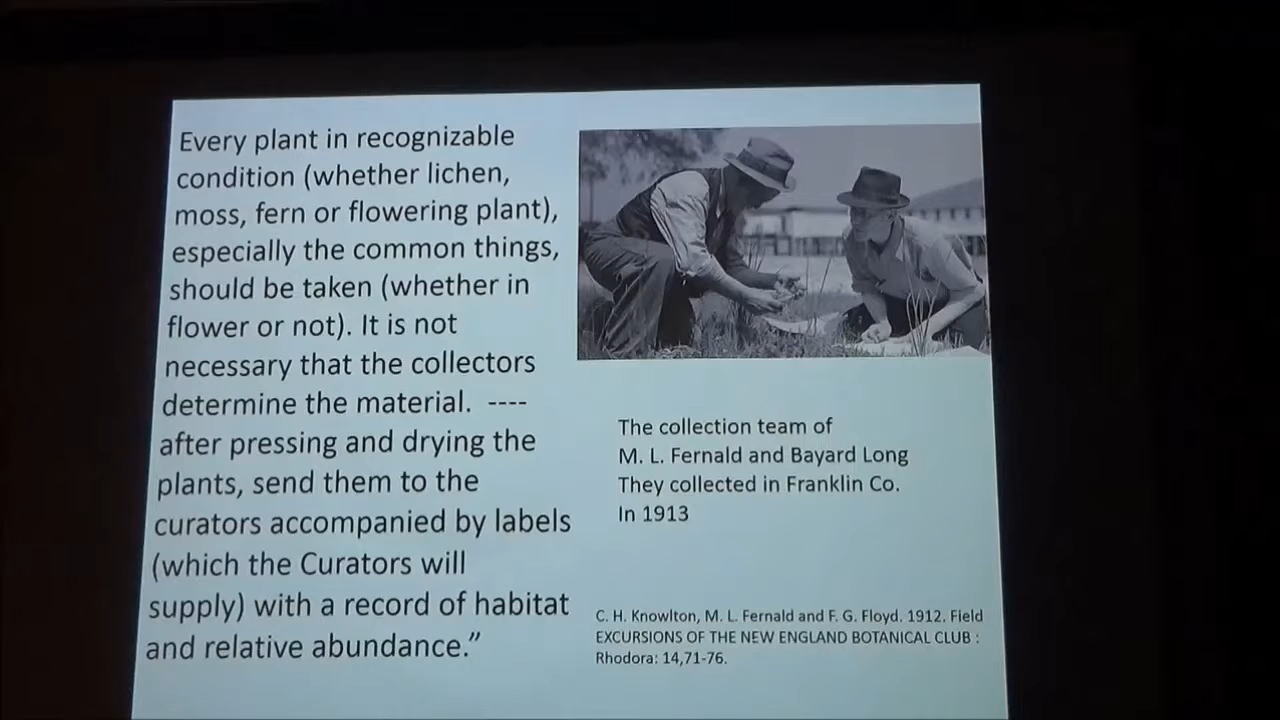 Every plant in recognizable
condition (whether lichen,
moss, fern or flowering plant),
especially the common things,
should be taken (whether in
flower or not). It is not
necessary that the collectors
determine the material.  ----
after pressing and drying the
plants, send them to the
curators accompanied by labels
(which the Curators will
supply) with a record of habitat
and relative abundance.”
The collection team of
M. L. Fernald and Bayard Long
They collected in Franklin Co.
In 1913
C. H. Knowlton, M. L. Fernald and F. G. Floyd. 1912. Field
EXCURSIONS OF THE NEW ENGLAND BOTANICAL CLUB :
Rhodora: 14,71-76.